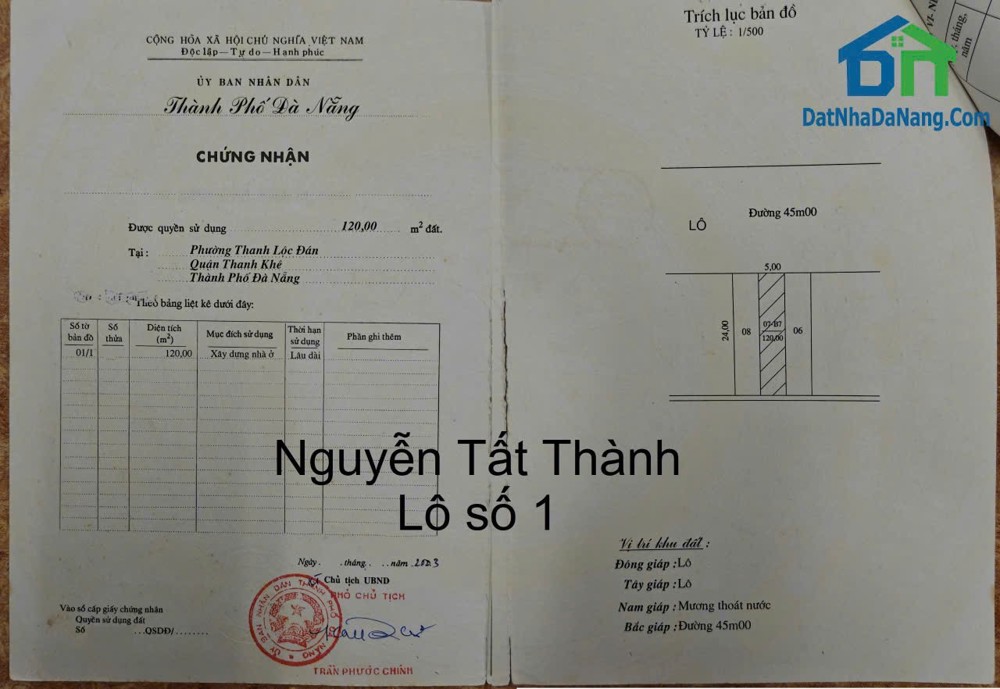 CỘNG HÒA XÃ HỘI CHỦ NGHĨA VIỆT NAM
Độc lập — Tự do — Hạnh phúc
ỦY BAN NHÂN DÂN
Thành Phố Đà Nẵng
CHỨNG NHẬN
Được quyền sử dụng 120,00 m² đất.
Tại : Phường Thanh Lộc Đán
Quận Thanh Khê
Thành Phố Đà Nẵng
Theo bảng liệt kê dưới đây:
Số tờ bản đồ Số thửa Diện tích (m²) Mục đích sử dụng Thời hạn sử dụng Phần ghi thêm
01/1 120,00 Xây dựng nhà ở Lâu dài
Nguyễn Tất Thành
Lô số 1
Ngày . . tháng . . năm
Chủ tịch UBND
PHÓ CHỦ TỊCH
TRẦN PHƯỚC CHÍNH
Vào sổ cấp giấy chứng nhận
Quyền sử dụng đất
Số ...QSDĐ/........
Trích lục bản đồ
TỶ LỆ : 1/500
DatNhaDaNang.Com
tháng,
năm
Đường 45m00
LÔ
5,00
24,00
08
07-B7
120,00
06
Vị trí khu đất :
Đông giáp : Lô
Tây giáp : Lô
Nam giáp : Mương thoát nước
Bắc giáp : Đường 45m00